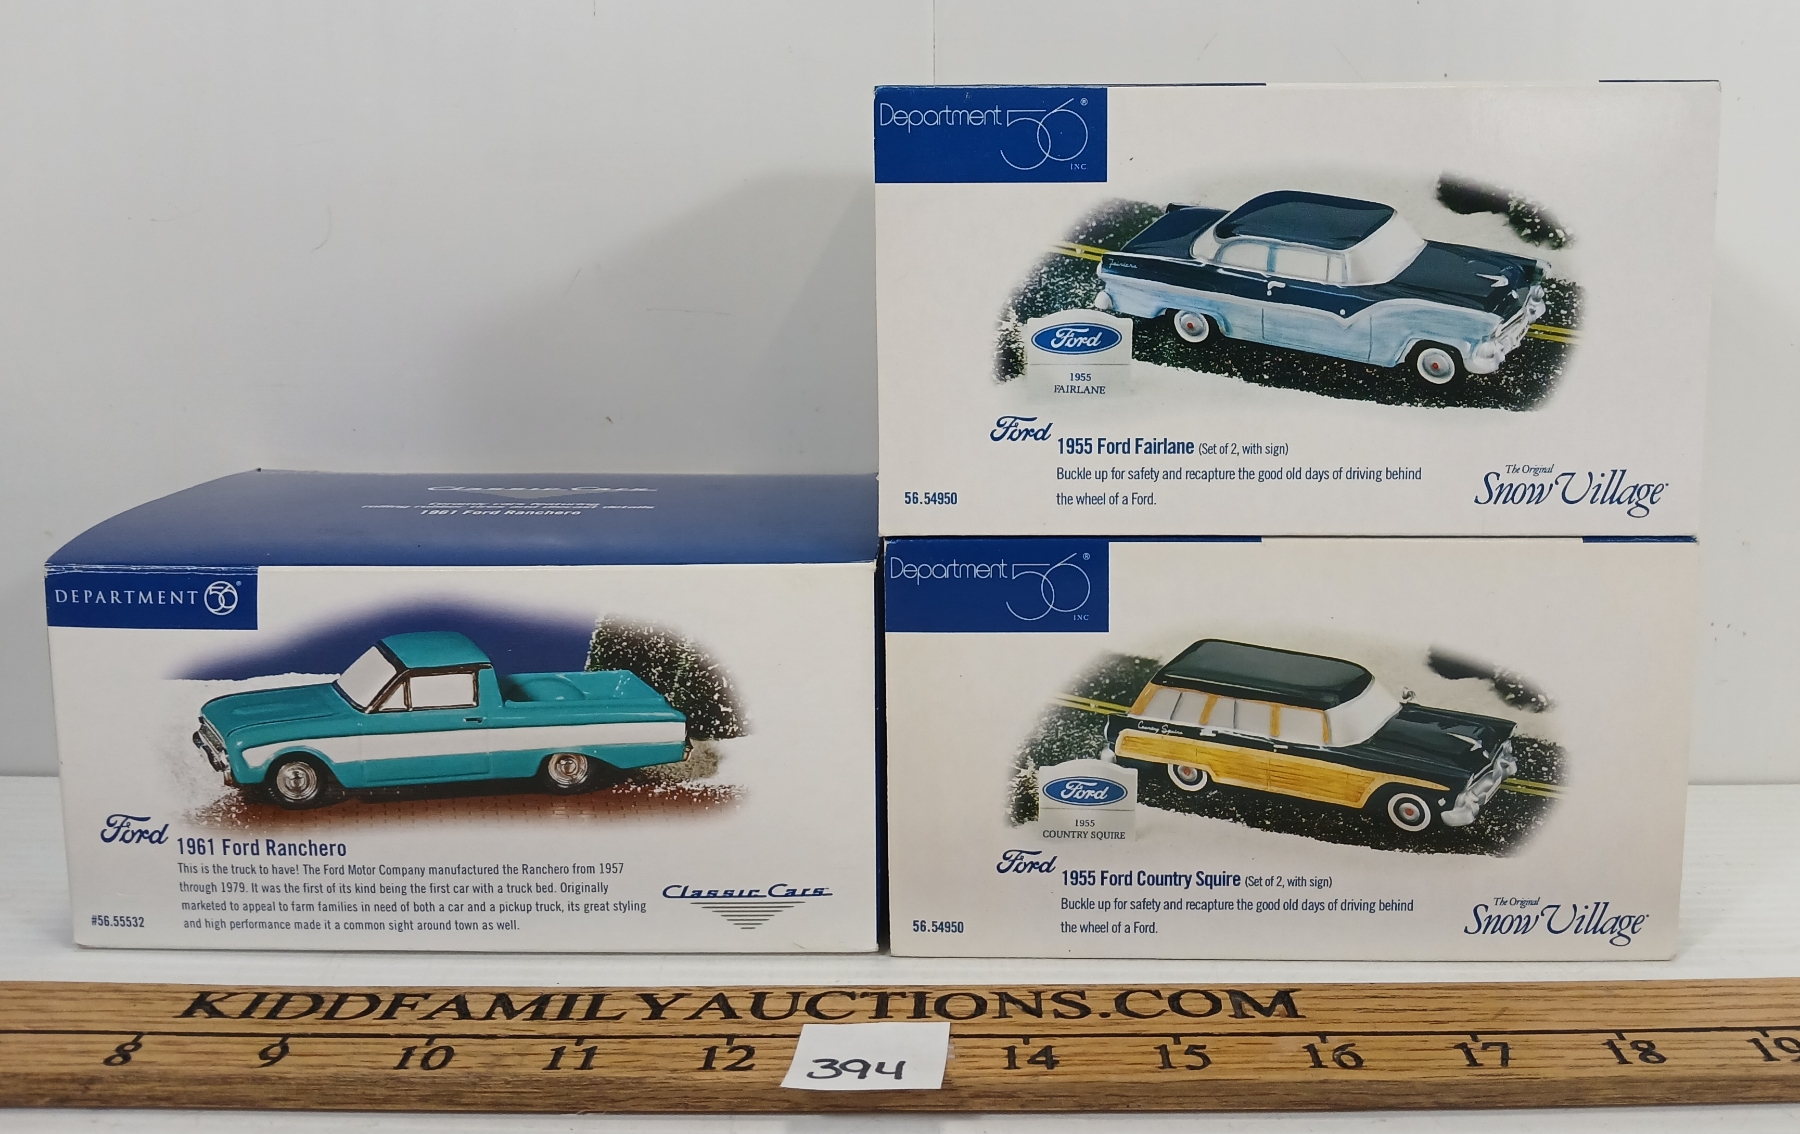 Department 56®
INC
Fairlane
Ford
1955
FAIRLANE
Ford 1955 Ford Fairlane (Set of 2, with sign)
Buckle up for safety and recapture the good old days of driving behind
the wheel of a Ford.
56.54950
The Original
Snow Village
Classic Cars
1961 Ford Ranchero
DEPARTMENT 56®
Ford 1961 Ford Ranchero
This is the truck to have! The Ford Motor Company manufactured the Ranchero from 1957
through 1979. It was the first of its kind being the first car with a truck bed. Originally
marketed to appeal to farm families in need of both a car and a pickup truck, its great styling
and high performance made it a common sight around town as well.
#56.55532
Classic Cars
Department 56®
INC
Country Squire
Ford
1955
COUNTRY SQUIRE
Ford 1955 Ford Country Squire (Set of 2, with sign)
Buckle up for safety and recapture the good old days of driving behind
the wheel of a Ford.
56.54950
The Original
Snow Village
KIDDFAMILYAUCTIONS.COM
8 9 10 11 12 14 15 16 17 18 19
394